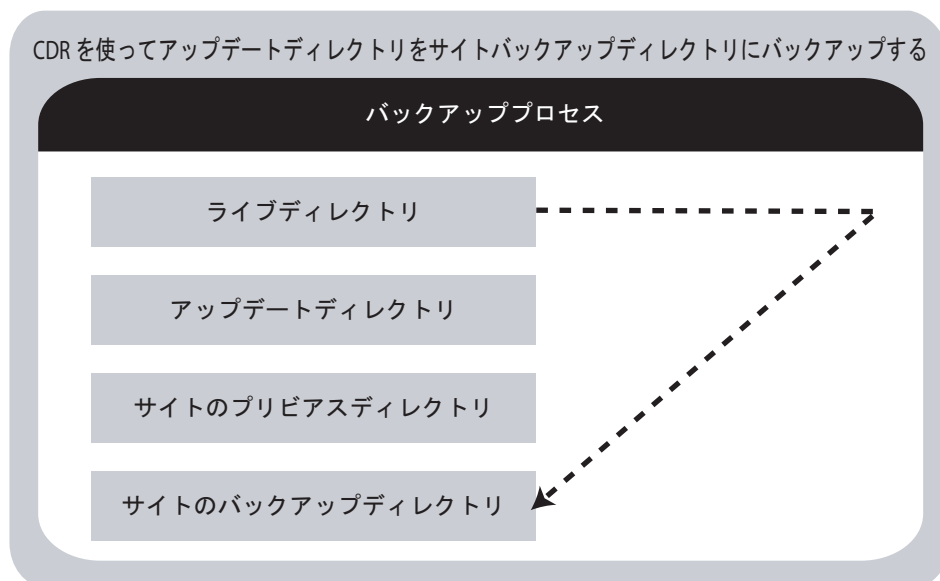 CDR を使ってアップデートディレクトリをサイトバックアップディレクトリにバックアップする
バックアッププロセス
ライブディレクトリ
アップデートディレクトリ
サイトのプリビアスディレクトリ
サイトのバックアップディレクトリ